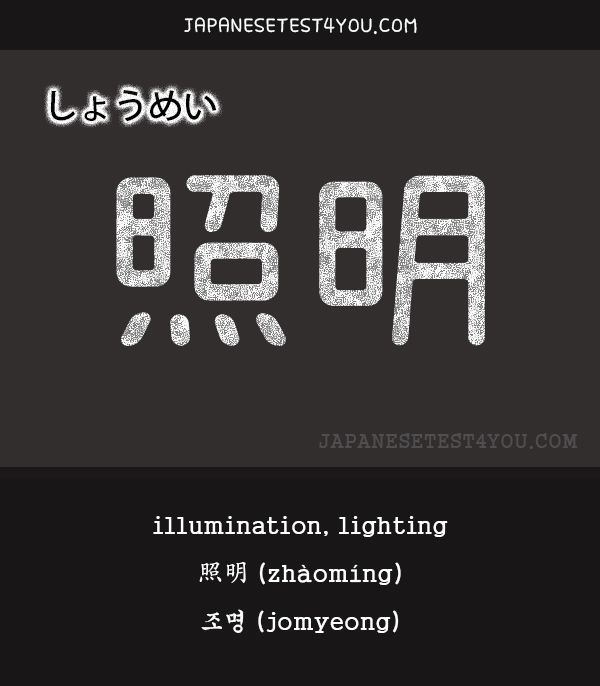 JAPANESETEST4YOU.COM
しょうめい
照明
JAPANESETEST4YOU.COM
illumination, lighting
照明 (zhàomíng)
조명 (jomyeong)